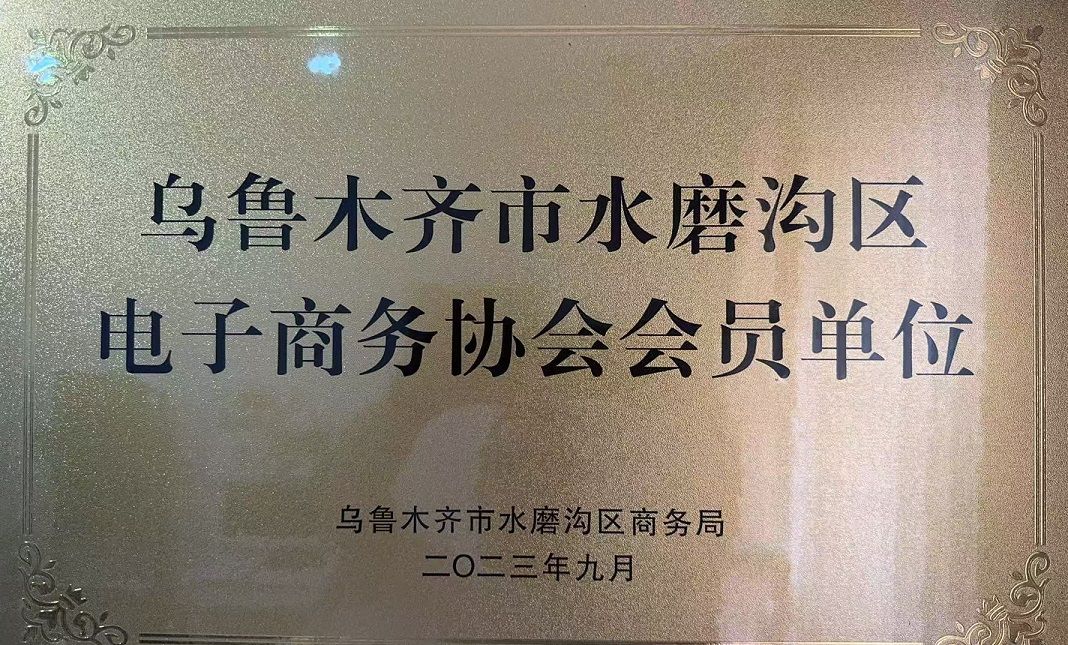 乌鲁木齐市水磨沟区
电子商务协会会员单位
乌鲁木齐市水磨沟区商务局
二〇二三年九月